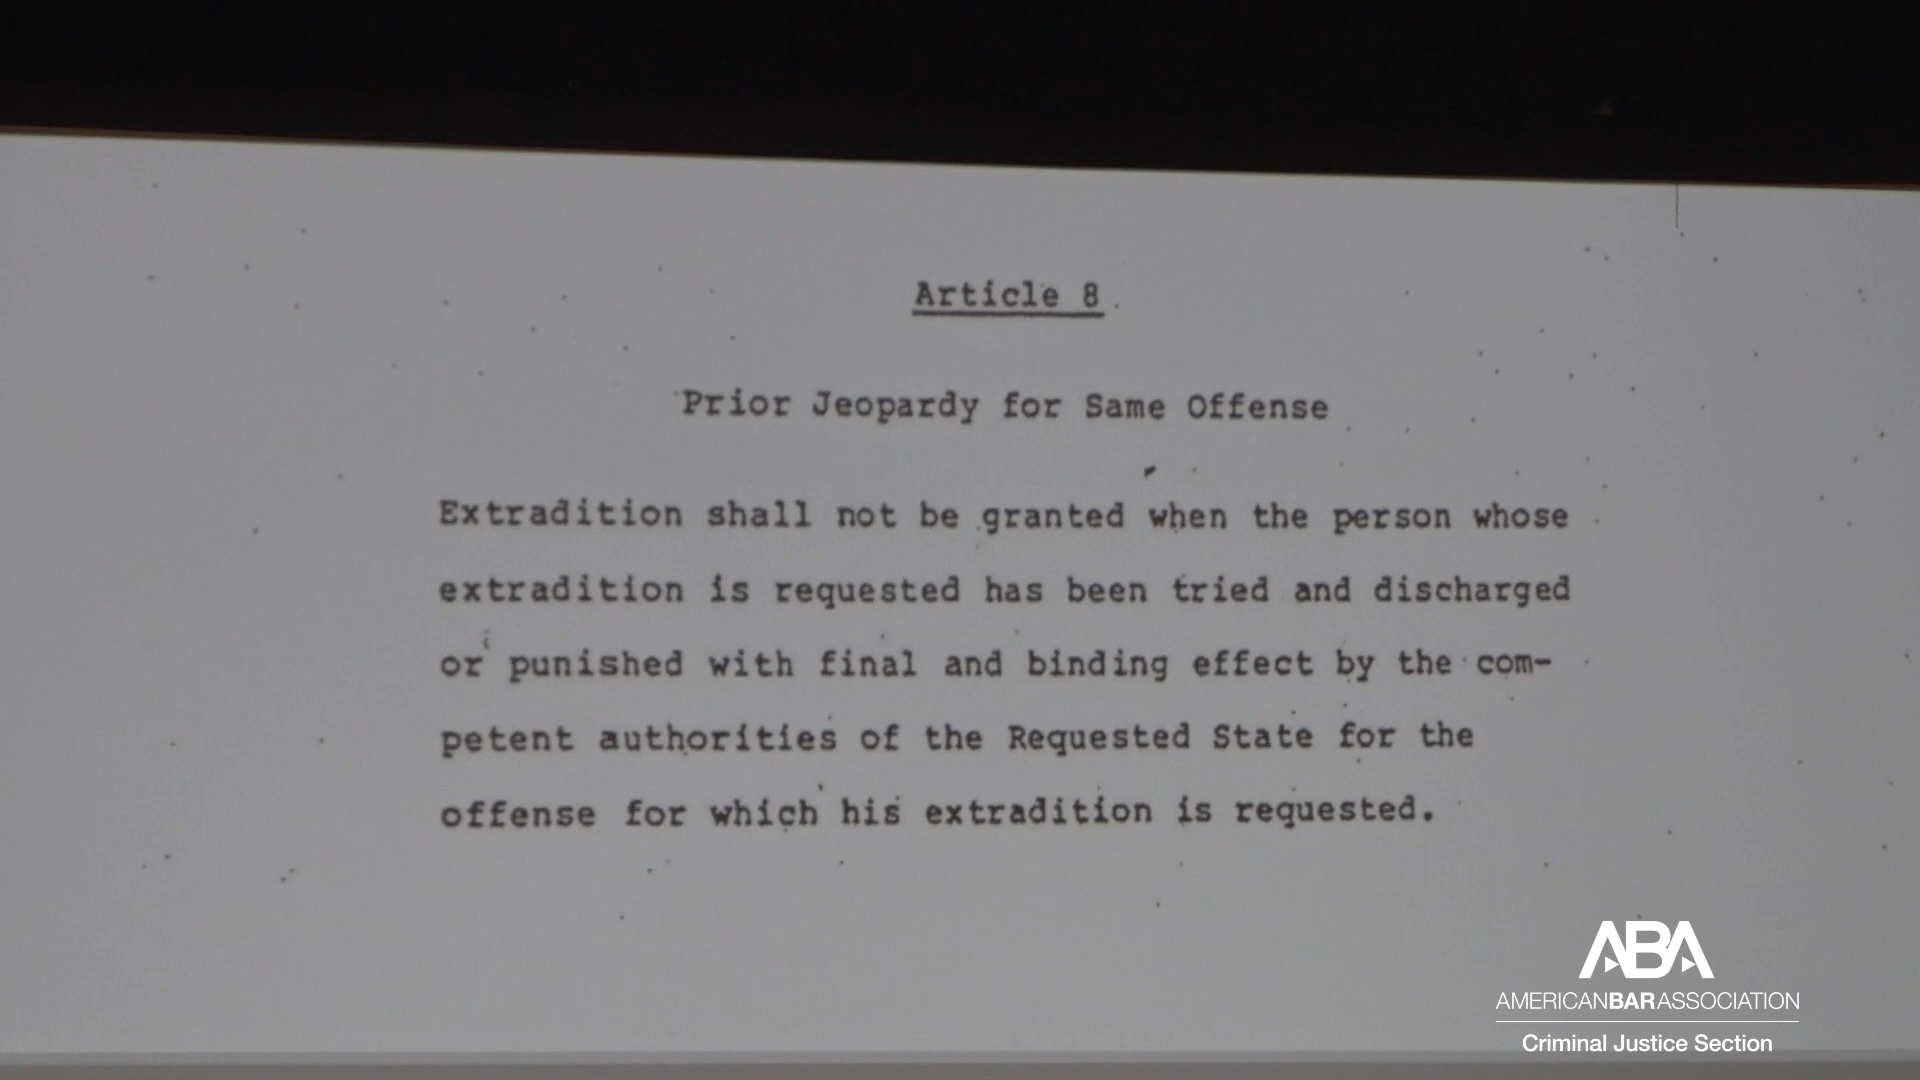 Article 8
Prior Jeopardy for Same Offense
Extradition shall not be granted when the person whose
extradition is requested has been tried and discharged
or punished with final and binding effect by the com-
petent authorities of the Requested State for the
offense for which his extradition is requested.
ABA
AMERICANBARASSOCIATION
Criminal Justice Section